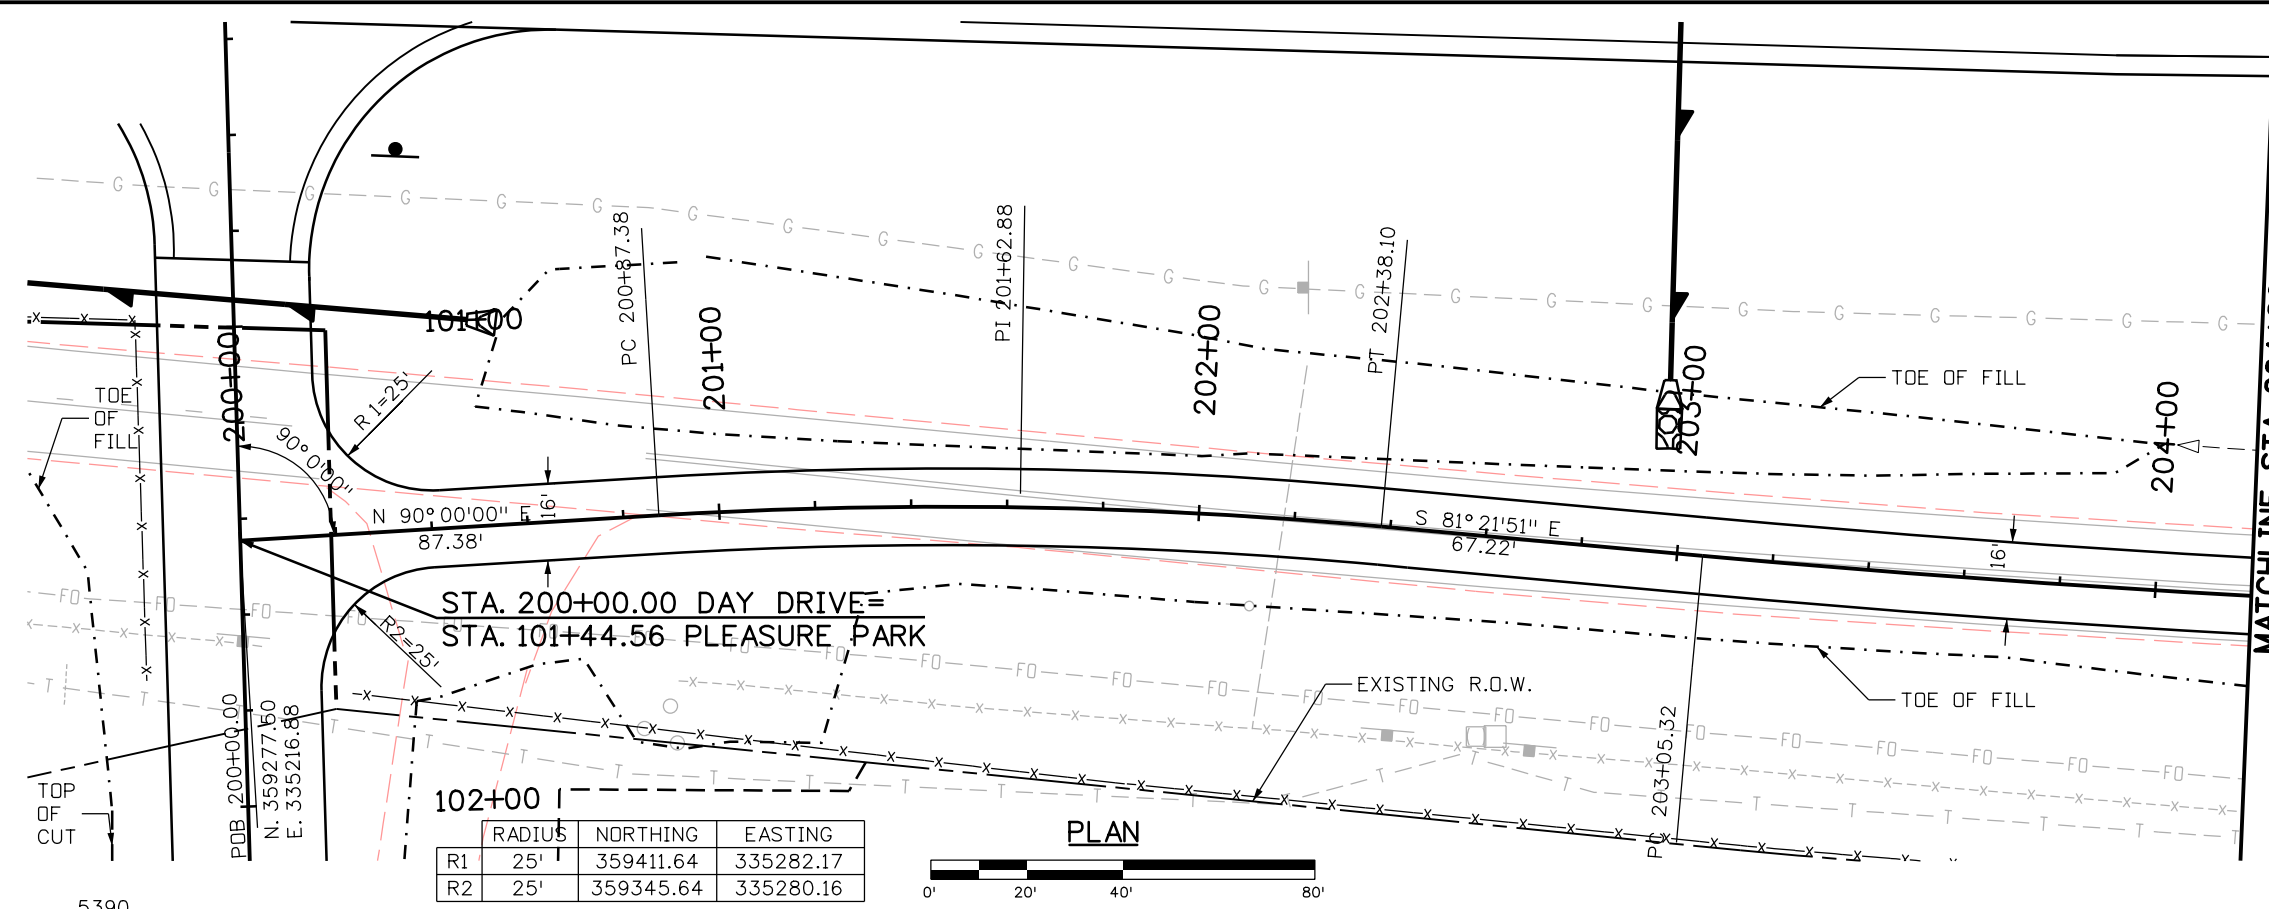 G G G G G G G G G G G G G G G G G G G G G G G
PC 200+87.38
PI 201+62.88
PT 202+38.10
101+00
200+00
201+00
202+00
203+00
204+00
TOE
OF
FILL
R1=25'
90°0'00"
TOE OF FILL
N 90°00'00" E
87.38'
16'
S 81°21'51" E
67.22'
16'
STA. 200+00.00 DAY DRIVE=
STA. 101+44.56 PLEASURE PARK
R2=25'
EXISTING R.O.W.
TOE OF FILL
POB 200+00.00
N. 359277.50
E. 335216.88
PC 203+05.32
TOP
OF
CUT
102+00
RADIUS NORTHING EASTING
R1 25' 359411.64 335282.17
R2 25' 359345.64 335280.16
PLAN
0' 20' 40' 80'
5390
MATCHLINE STA